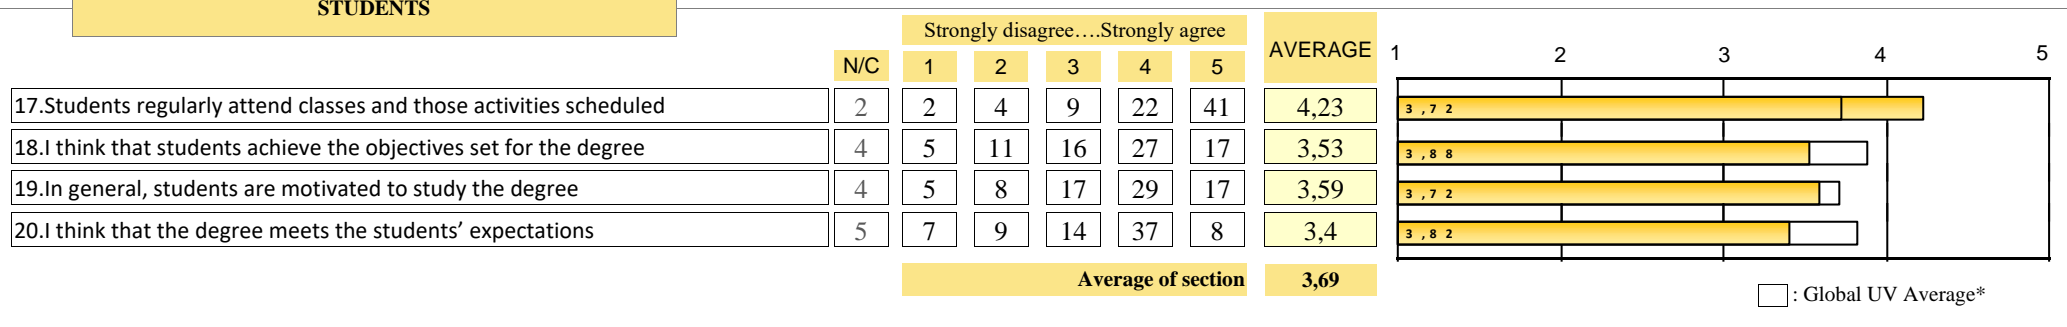 STUDENTS
Strongly disagree….Strongly agree
AVERAGE
1 2 3 4 5
N/C 1 2 3 4 5
17.Students regularly attend classes and those activities scheduled 2 2 4 9 22 41 4,23 3,72
18.I think that students achieve the objectives set for the degree 4 5 11 16 27 17 3,53 3,88
19.In general, students are motivated to study the degree 4 5 8 17 29 17 3,59 3,72
20.I think that the degree meets the students’ expectations 5 7 9 14 37 8 3,4 3,82
Average of section 3,69
: Global UV Average*